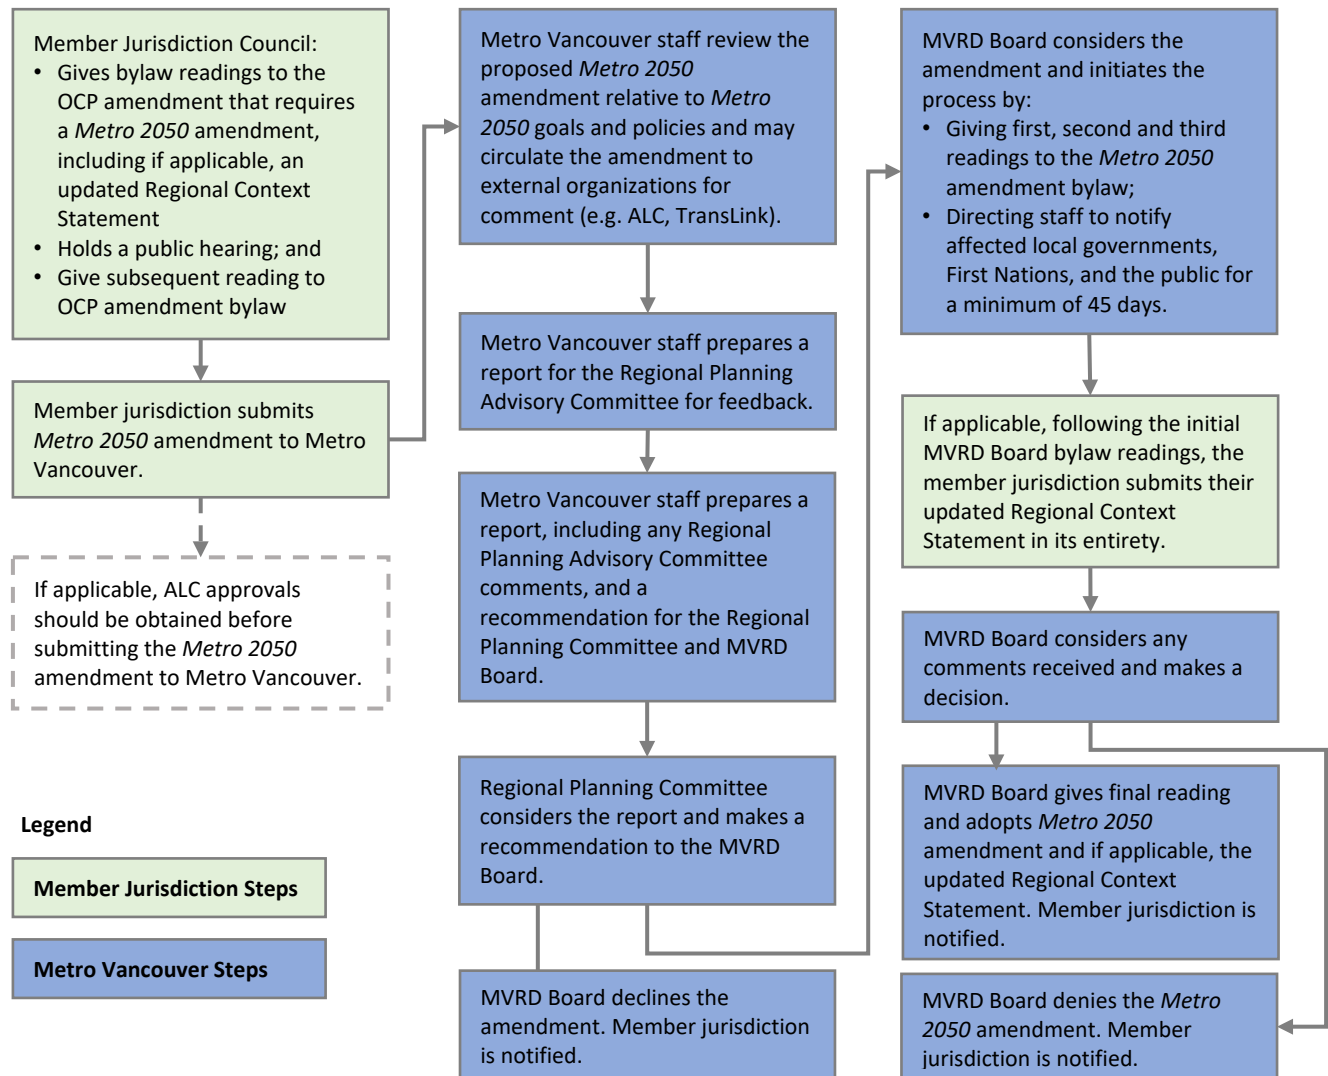 Member Jurisdiction Council:
• Gives bylaw readings to the
OCP amendment that requires
a Metro 2050 amendment,
including if applicable, an
updated Regional Context
Statement
• Holds a public hearing; and
• Give subsequent reading to
OCP amendment bylaw
Member jurisdiction submits
Metro 2050 amendment to Metro
Vancouver.
If applicable, ALC approvals
should be obtained before
submitting the Metro 2050
amendment to Metro Vancouver.
Legend
Member Jurisdiction Steps
Metro Vancouver Steps
Metro Vancouver staff review the
proposed Metro 2050
amendment relative to Metro
2050 goals and policies and may
circulate the amendment to
external organizations for
comment (e.g. ALC, TransLink).
Metro Vancouver staff prepares a
report for the Regional Planning
Advisory Committee for feedback.
Metro Vancouver staff prepares a
report, including any Regional
Planning Advisory Committee
comments, and a
recommendation for the Regional
Planning Committee and MVRD
Board.
Regional Planning Committee
considers the report and makes a
recommendation to the MVRD
Board.
MVRD Board declines the
amendment. Member jurisdiction
is notified.
MVRD Board considers the
amendment and initiates the
process by:
• Giving first, second and third
readings to the Metro 2050
amendment bylaw;
• Directing staff to notify
affected local governments,
First Nations, and the public for
a minimum of 45 days.
If applicable, following the initial
MVRD Board bylaw readings, the
member jurisdiction submits their
updated Regional Context
Statement in its entirety.
MVRD Board considers any
comments received and makes a
decision.
MVRD Board gives final reading
and adopts Metro 2050
amendment and if applicable, the
updated Regional Context
Statement. Member jurisdiction is
notified.
MVRD Board denies the Metro
2050 amendment. Member
jurisdiction is notified.